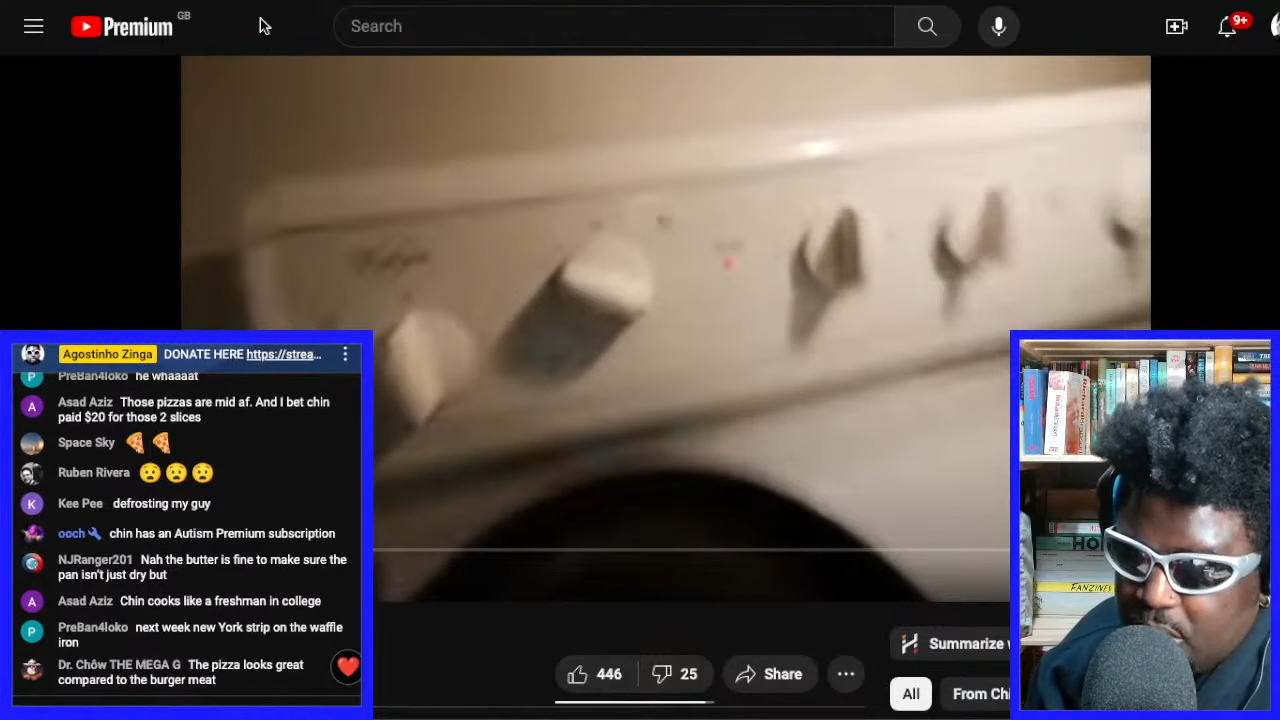 Premium GB
Search
9+
Agostinho Zinga DONATE HERE https://strea...
PreBan4loko he whaaaat
Asad Aziz Those pizzas are mid af. And I bet chin
paid $20 for those 2 slices
Space Sky 🍕 🍕
Ruben Rivera 😧 😧 😧
K Kee Pee defrosting my guy
ooch chin has an Autism Premium subscription
NJRanger201 Nah the butter is fine to make sure the
pan isn't just dry but
A Asad Aziz Chin cooks like a freshman in college
P PreBan4loko next week new York strip on the waffle
iron
Dr. Chôw THE MEGA G The pizza looks great
compared to the burger meat
446
25
Share
Summarize
All
From Chi
FANZINES